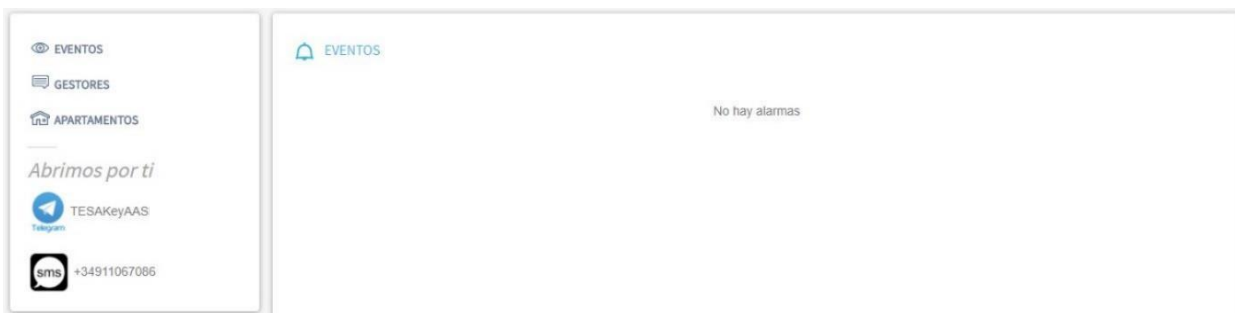 EVENTOS
GESTORES
APARTAMENTOS
Abrimos por ti
Telegram
TESAKeyAAS
sms
+34911067086
EVENTOS
No hay alarmas